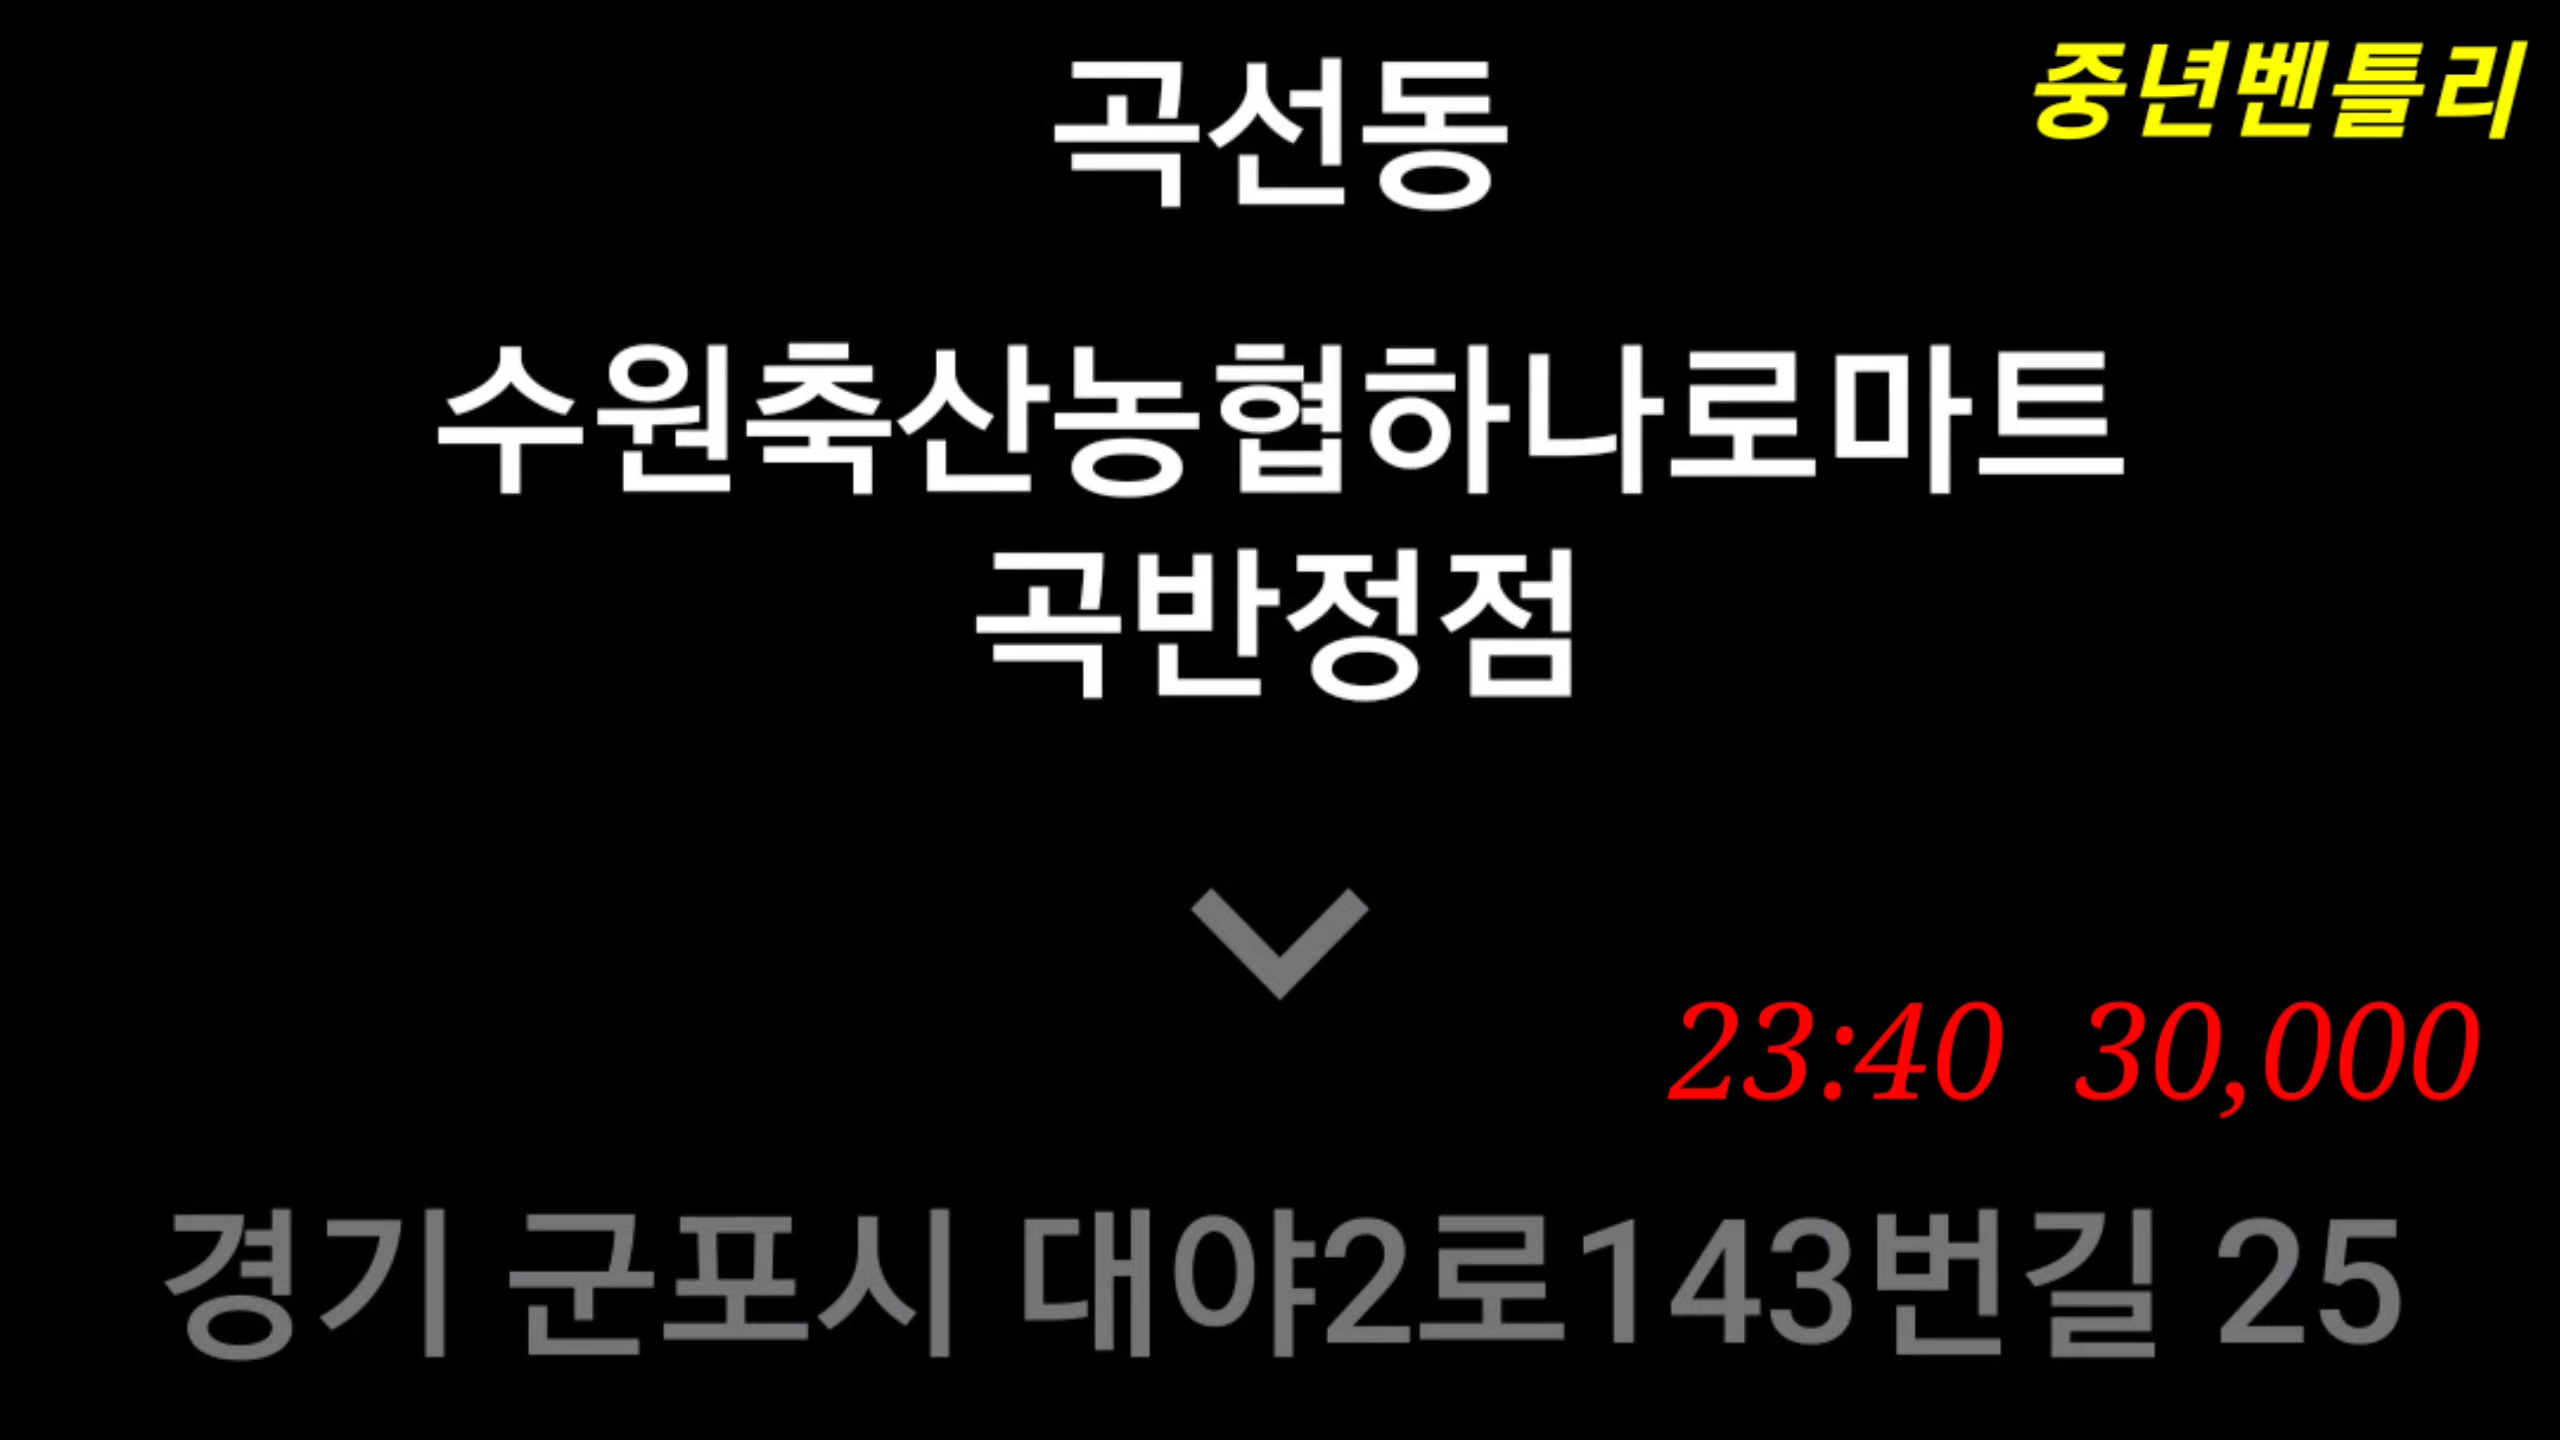 중년벤틀리
곡선동
수원축산농협하나로마트
곡반정점
23:40 30,000
경기 군포시 대야2로143번길 25